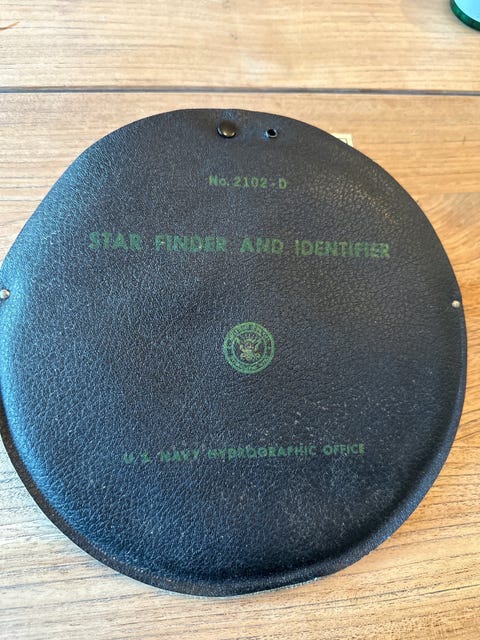 No. 2102-D
STAR FINDER AND IDENTIFIER
U.S. NAVY HYDROGRAPHIC OFFICE